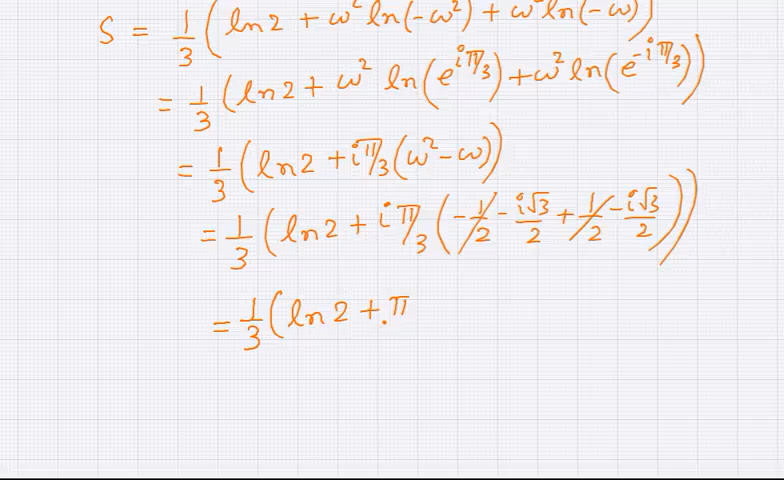 S = 1/3 (ln 2 + ω² ln(-ω²) + ω² ln(-ω))
= 1/3 (ln 2 + ω² ln(e^{iπ/3}) + ω² ln(e^{-iπ/3}))
= 1/3 (ln 2 + iπ/3 (ω² - ω))
= 1/3 (ln 2 + iπ/3 (-1/2 - i√3/2 + 1/2 - i√3/2))
= 1/3 (ln 2 + π